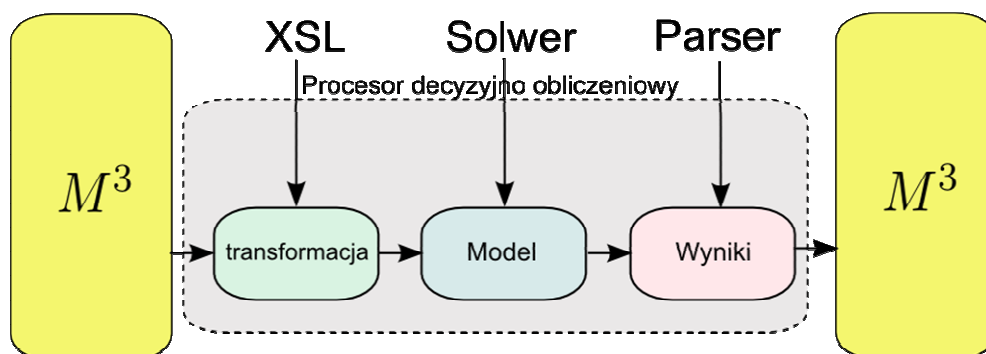 XSL
Solwer
Parser
Procesor decyzyjno obliczeniowy
M³
transformacja
Model
Wyniki
M³